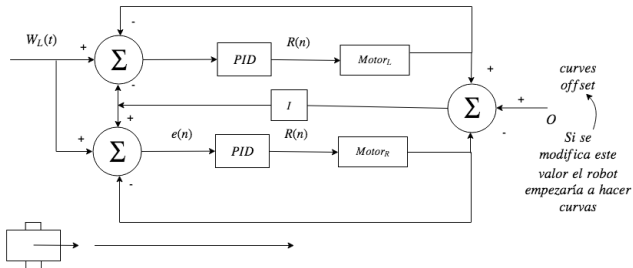 W_L(t)
+
-
Σ
-
PID
R(n)
Motor_L
+
I
Σ
+
O
-
+
+
Σ
-
e(n)
PID
R(n)
Motor_R
curves
offset
Si se
modifica este
valor el robot
empezaría a hacer
curvas